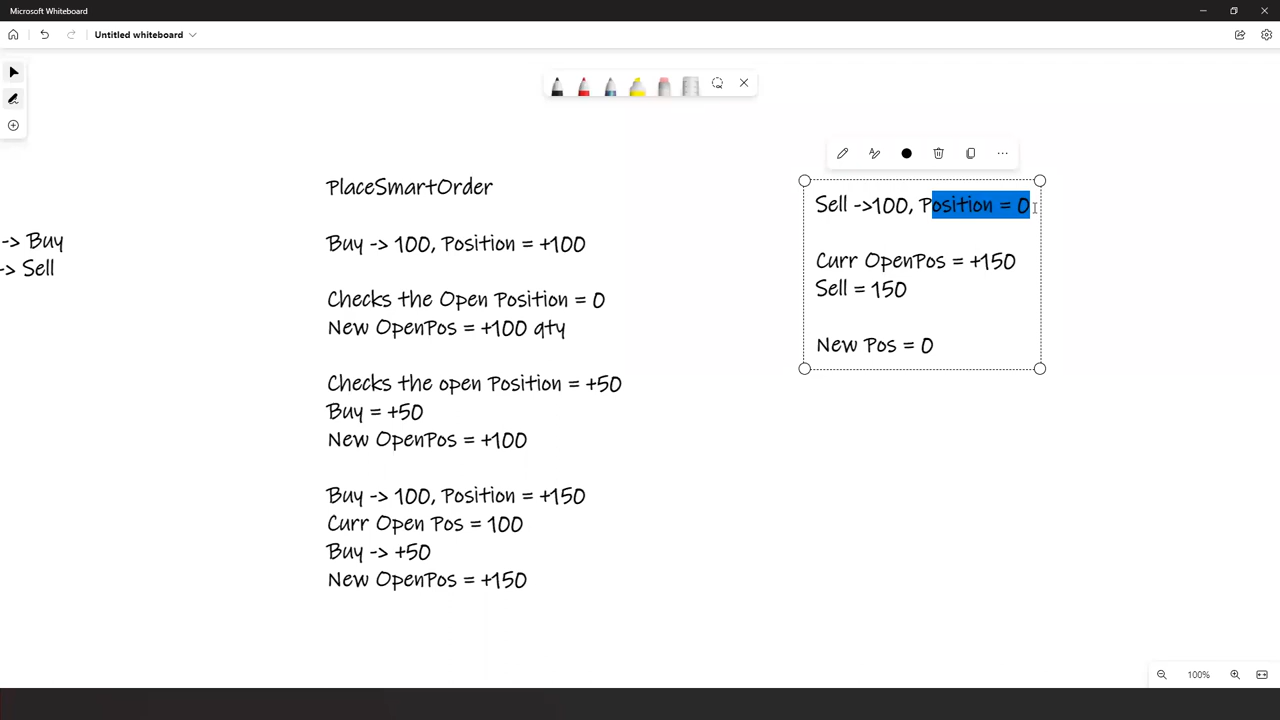 Microsoft Whiteboard
Untitled whiteboard
-> Buy
-> Sell
PlaceSmartOrder
Buy -> 100, Position = +100
Checks the Open Position = 0
New OpenPos = +100 qty
Checks the open Position = +50
Buy = +50
New OpenPos = +100
Buy -> 100, Position = +150
Curr Open Pos = 100
Buy -> +50
New OpenPos = +150
Sell ->100, Position = 0
Curr OpenPos = +150
Sell = 150
New Pos = 0
100%